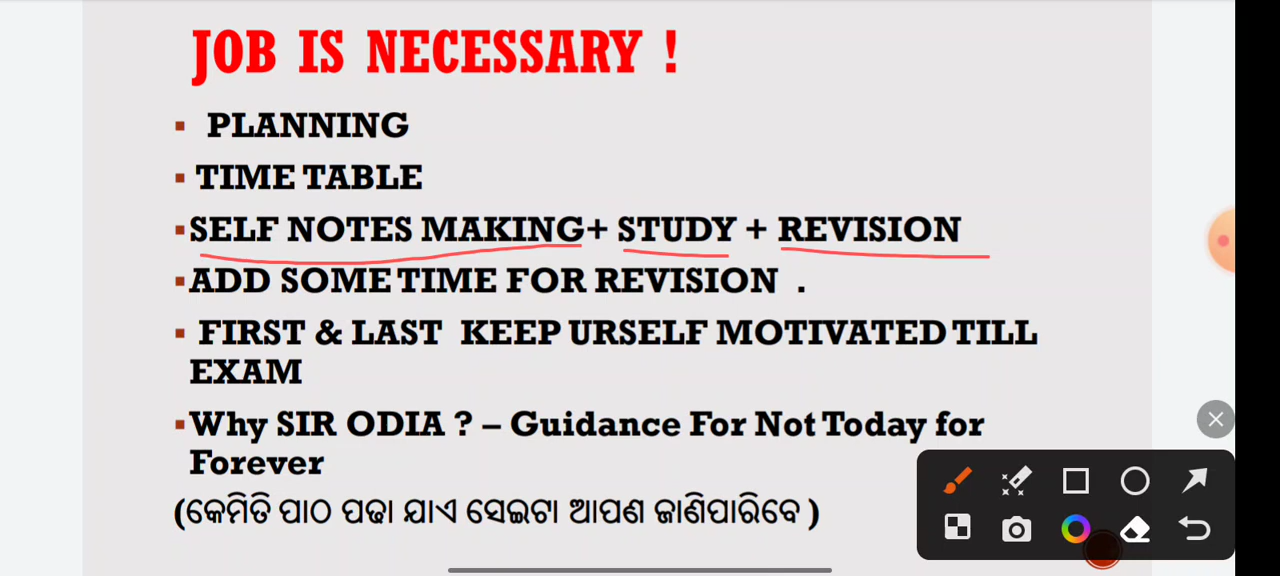 JOB IS NECESSARY !
▪ PLANNING
▪ TIME TABLE
▪SELF NOTES MAKING+ STUDY + REVISION
▪ADD SOME TIME FOR REVISION .
▪ FIRST & LAST KEEP URSELF MOTIVATED TILL
EXAM
▪Why SIR ODIA ? – Guidance For Not Today for
Forever
(କେମିତି ପାଠ ପଢା ଯାଏ ସେଇଟା ଆପଣ ଜାଣିପାରିବେ )